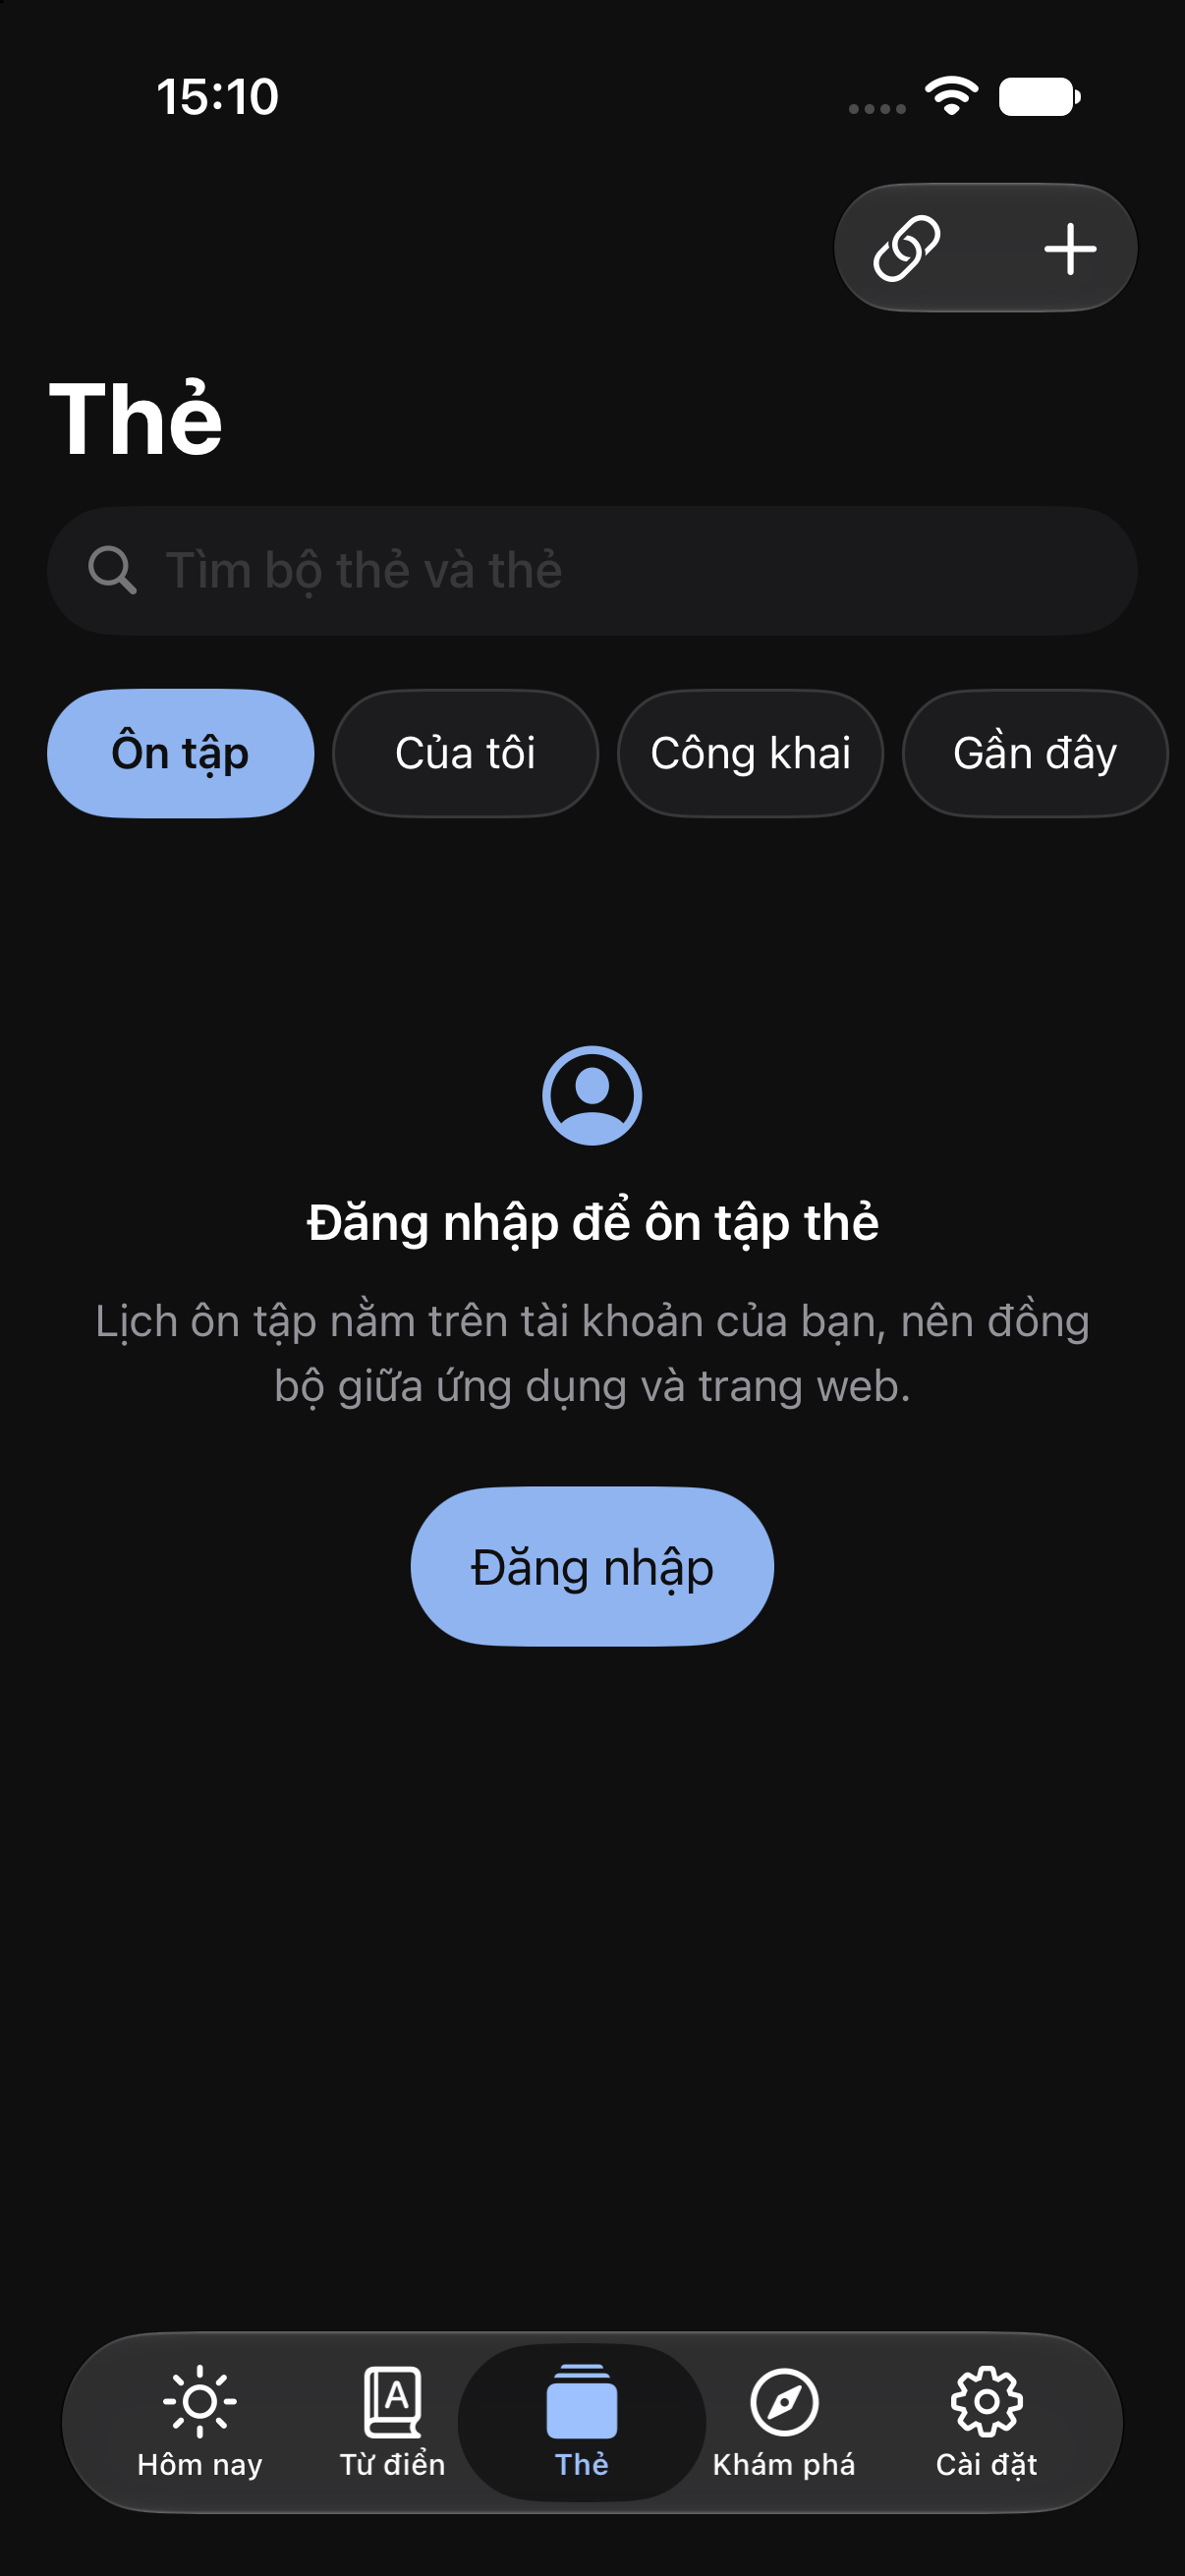 15:10
Thẻ
Tìm bộ thẻ và thẻ
Ôn tập
Của tôi
Công khai
Gần đây
Đăng nhập để ôn tập thẻ
Lịch ôn tập nằm trên tài khoản của bạn, nên đồng
bộ giữa ứng dụng và trang web.
Đăng nhập
Hôm nay
Từ điển
Thẻ
Khám phá
Cài đặt